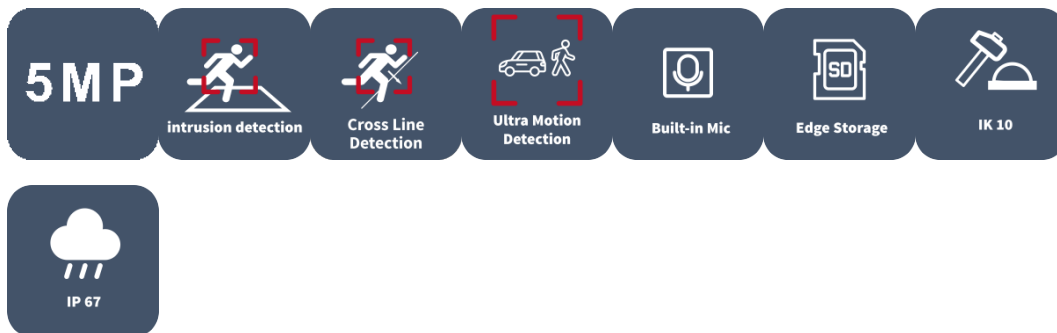 5MP
intrusion detection
Cross Line
Detection
Ultra Motion
Detection
Built-in Mic
SD
Edge Storage
IK 10
IP 67